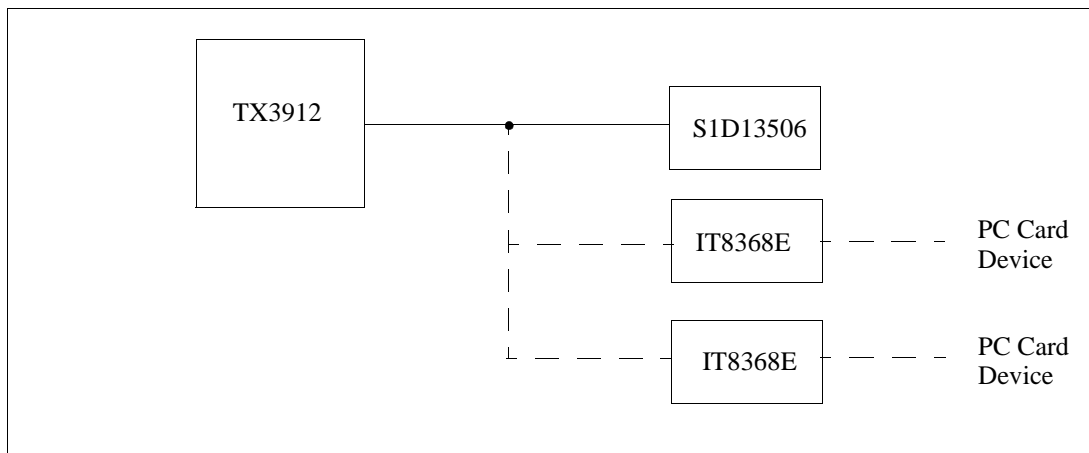 TX3912
S1D13506
IT8368E
PC Card
Device
IT8368E
PC Card
Device